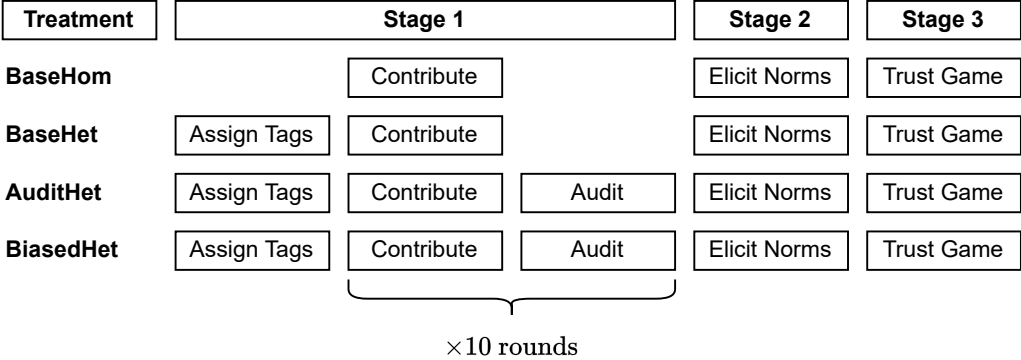 Treatment Stage 1 Stage 2 Stage 3
BaseHom Contribute Elicit Norms Trust Game
BaseHet Assign Tags Contribute Elicit Norms Trust Game
AuditHet Assign Tags Contribute Audit Elicit Norms Trust Game
BiasedHet Assign Tags Contribute Audit Elicit Norms Trust Game
×10 rounds